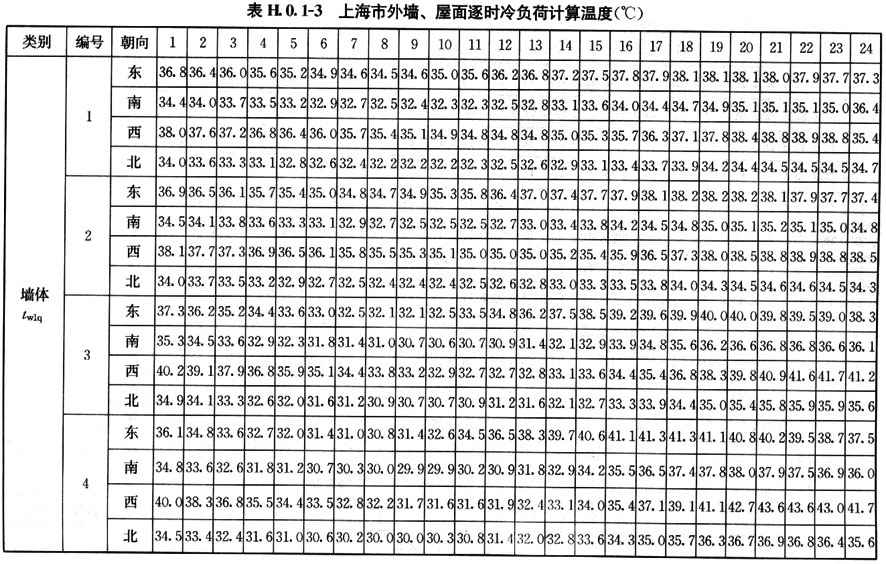 表 H.0.1-3 上海市外墙、屋面逐时冷负荷计算温度(℃)
类别 编号 朝向 1 2 3 4 5 6 7 8 9 10 11 12 13 14 15 16 17 18 19 20 21 22 23 24
墙体 twlq
1
东 36.8 36.4 36.0 35.6 35.2 34.9 34.6 34.5 34.6 35.0 35.6 36.2 36.8 37.2 37.5 37.8 37.9 38.1 38.1 38.1 38.0 37.9 37.7 37.3
南 34.4 34.0 33.7 33.5 33.2 32.9 32.7 32.5 32.4 32.3 32.3 32.5 32.8 33.1 33.6 34.0 34.4 34.7 34.9 35.1 35.1 35.1 35.0 36.4
西 38.0 37.6 37.2 36.8 36.4 36.0 35.7 35.4 35.1 34.9 34.8 34.8 34.8 35.0 35.3 35.7 36.3 37.1 37.8 38.4 38.8 38.9 38.8 35.4
北 34.0 33.6 33.3 33.1 32.8 32.6 32.4 32.2 32.2 32.2 32.3 32.5 32.6 32.9 33.1 33.4 33.7 33.9 34.2 34.4 34.5 34.5 34.5 34.7
2
东 36.9 36.5 36.1 35.7 35.4 35.0 34.8 34.7 34.9 35.3 35.8 36.4 37.0 37.4 37.7 37.9 38.1 38.2 38.2 38.2 38.1 37.9 37.7 37.4
南 34.5 34.1 33.8 33.6 33.3 33.1 32.9 32.7 32.5 32.5 32.5 32.7 33.0 33.4 33.8 34.2 34.5 34.8 35.0 35.1 35.2 35.1 35.0 34.8
西 38.1 37.7 37.3 36.9 36.5 36.1 35.8 35.5 35.3 35.1 35.0 35.0 35.0 35.2 35.4 35.9 36.5 37.3 38.0 38.5 38.8 38.9 38.8 38.5
北 34.0 33.7 33.5 33.2 32.9 32.7 32.5 32.4 32.4 32.4 32.5 32.6 32.8 33.0 33.3 33.5 33.8 34.0 34.3 34.5 34.6 34.6 34.5 34.3
3
东 37.3 36.2 35.2 34.4 33.6 33.0 32.5 32.1 32.1 32.5 33.5 34.8 36.2 37.5 38.5 39.2 39.6 39.9 40.0 40.0 39.8 39.5 39.0 38.3
南 35.3 34.5 33.6 32.9 32.3 31.8 31.4 31.0 30.7 30.6 30.7 30.9 31.4 32.1 32.9 33.9 34.8 35.6 36.2 36.6 36.8 36.8 36.6 36.1
西 40.2 39.1 37.9 36.8 35.9 35.1 34.4 33.8 33.2 32.9 32.7 32.7 32.8 33.1 33.6 34.4 35.4 36.8 38.3 39.8 40.9 41.6 41.7 41.2
北 34.9 34.1 33.3 32.6 32.0 31.6 31.2 30.9 30.7 30.7 30.9 31.2 31.6 32.1 32.7 33.3 33.9 34.4 35.0 35.4 35.8 35.9 35.9 35.6
4
东 36.1 34.8 33.6 32.7 32.0 31.4 31.0 30.8 31.4 32.6 34.5 36.5 38.3 39.7 40.6 41.1 41.3 41.3 41.1 40.8 40.2 39.5 38.7 37.5
南 34.8 33.6 32.6 31.8 31.2 30.7 30.3 30.0 29.9 29.9 30.2 30.9 31.8 32.9 34.2 35.5 36.5 37.4 37.8 38.0 37.9 37.5 36.9 36.0
西 40.0 38.3 36.8 35.5 34.4 33.5 32.8 32.2 31.7 31.6 31.6 31.9 32.4 33.1 34.0 35.4 37.1 39.1 41.1 42.7 43.6 43.6 43.0 41.7
北 34.5 33.4 32.4 31.6 31.0 30.6 30.2 30.0 30.0 30.3 30.8 31.4 32.0 32.8 33.6 34.3 35.0 35.7 36.3 36.7 36.9 36.8 36.4 35.6